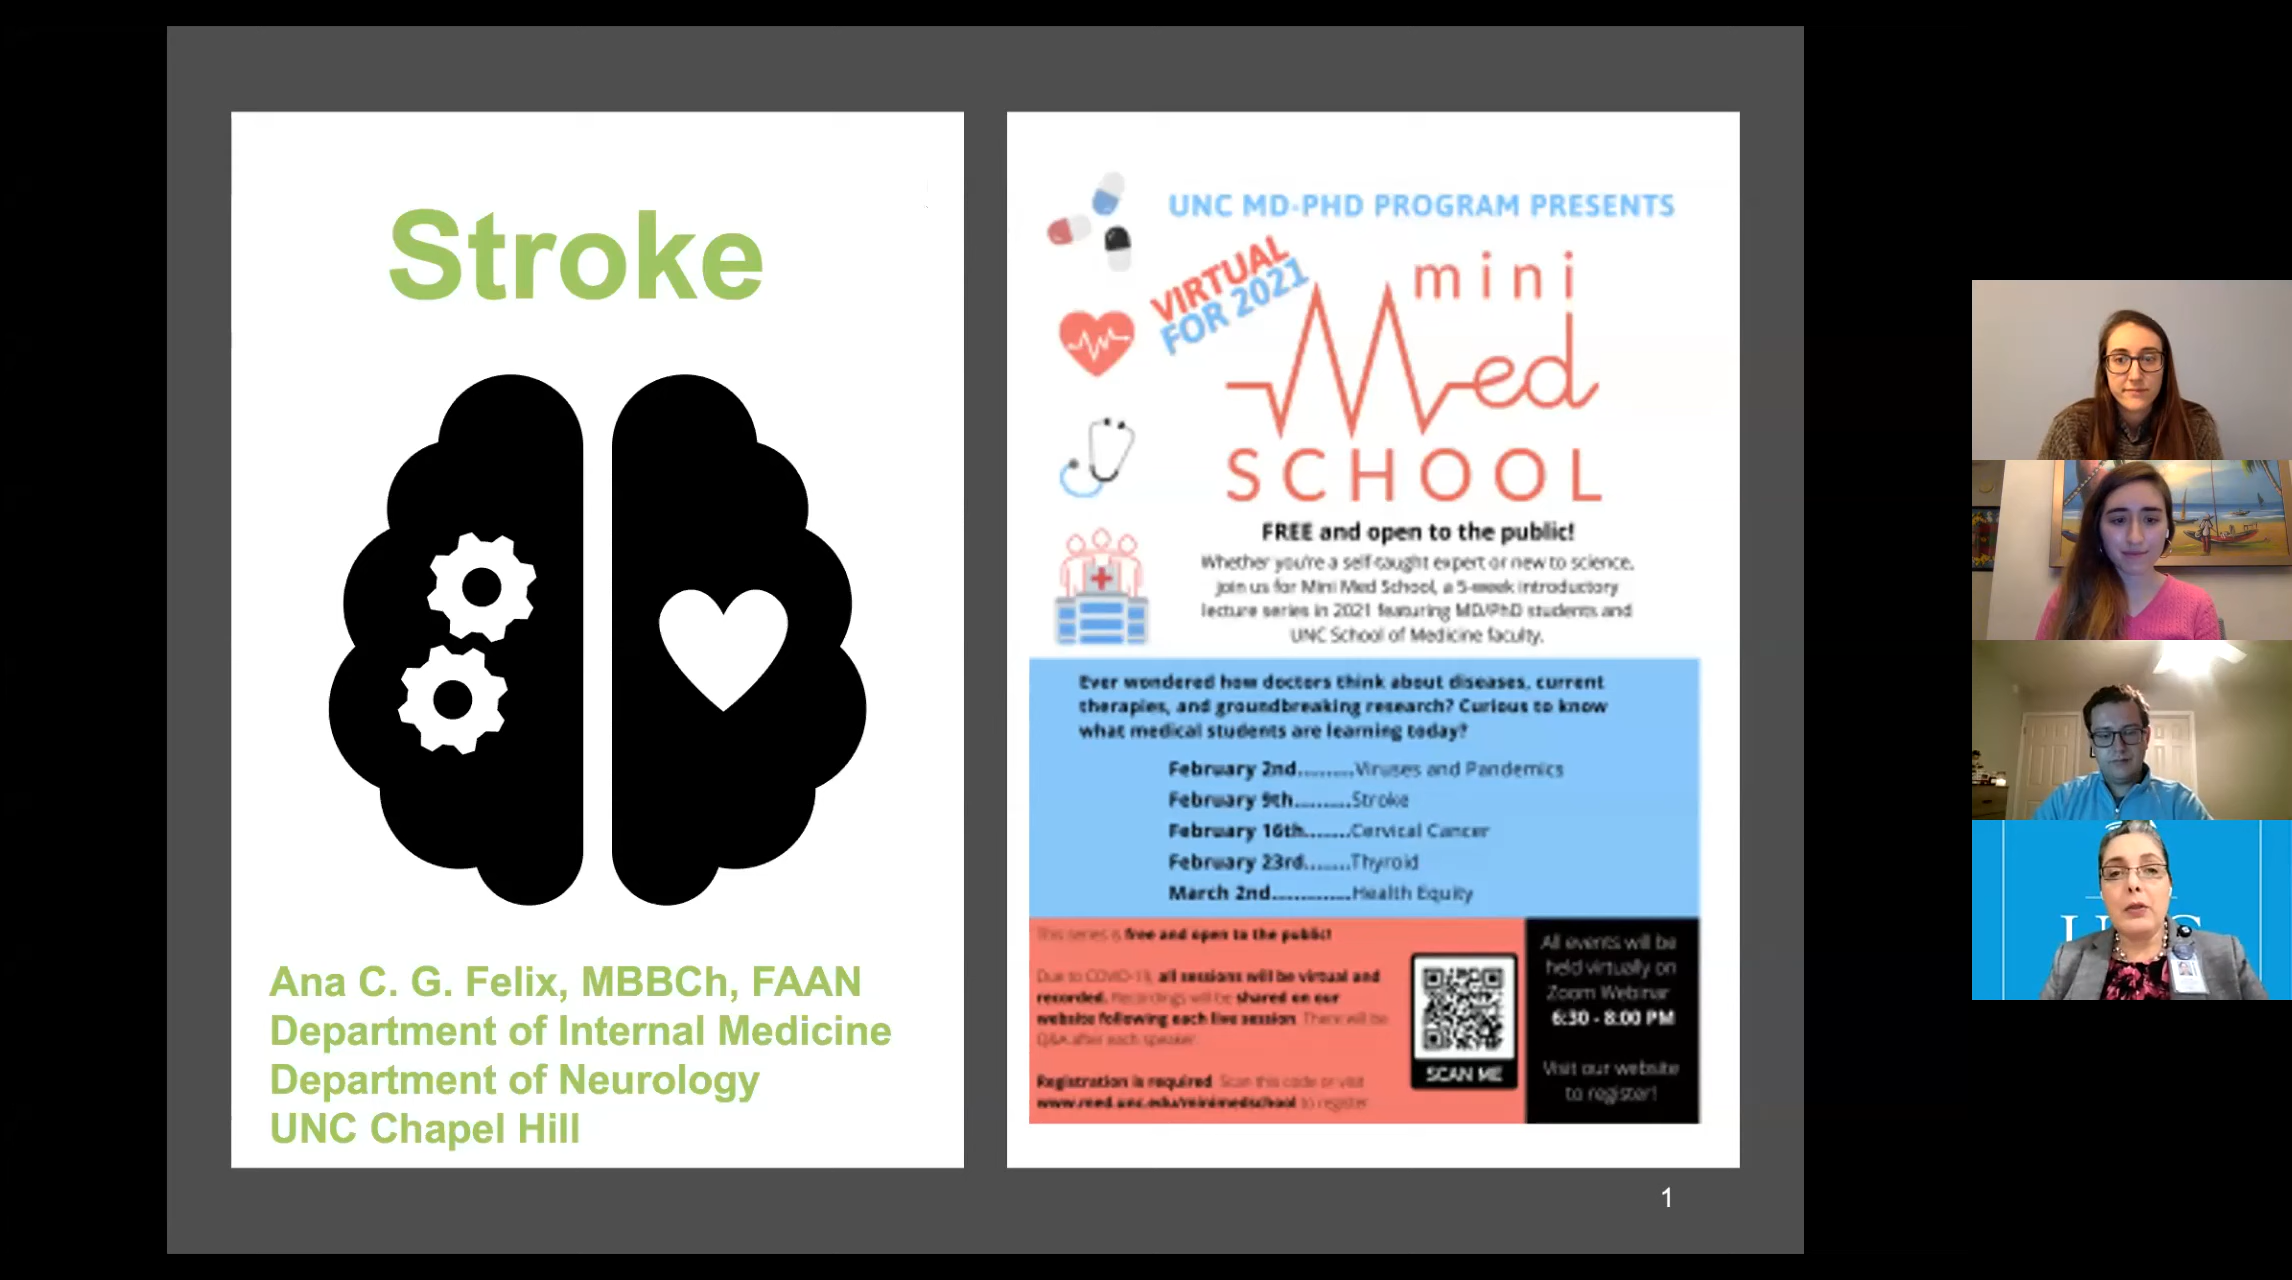 Stroke
Ana C. G. Felix, MBBCh, FAAN
Department of Internal Medicine
Department of Neurology
UNC Chapel Hill
UNC MD-PHD PROGRAM PRESENTS
VIRTUAL
FOR 2021
mini
Med
SCHOOL
FREE and open to the public!
Whether you're a self-taught expert or new to science,
join us for Mini Med School, a 5-week introductory
lecture series in 2021 featuring MD/PhD students and
UNC School of Medicine faculty.
Ever wondered how doctors think about diseases, current
therapies, and groundbreaking research? Curious to know
what medical students are learning today?
February 2nd.........Viruses and Pandemics
February 9th.........Stroke
February 16th.......Cervical Cancer
February 23rd.......Thyroid
March 2nd.............Health Equity
This series is free and open to the public!
Due to COVID-19, all sessions will be virtual and
recorded. Recordings will be shared on our
website following each live session. There will be
Q&A after each speaker.
Registration is required. Scan this code or visit
www.med.unc.edu/minimedschool to register
SCAN ME
All events will be
held virtually on
Zoom Webinar
6:30 - 8:00 PM
Visit our website
to register!
1